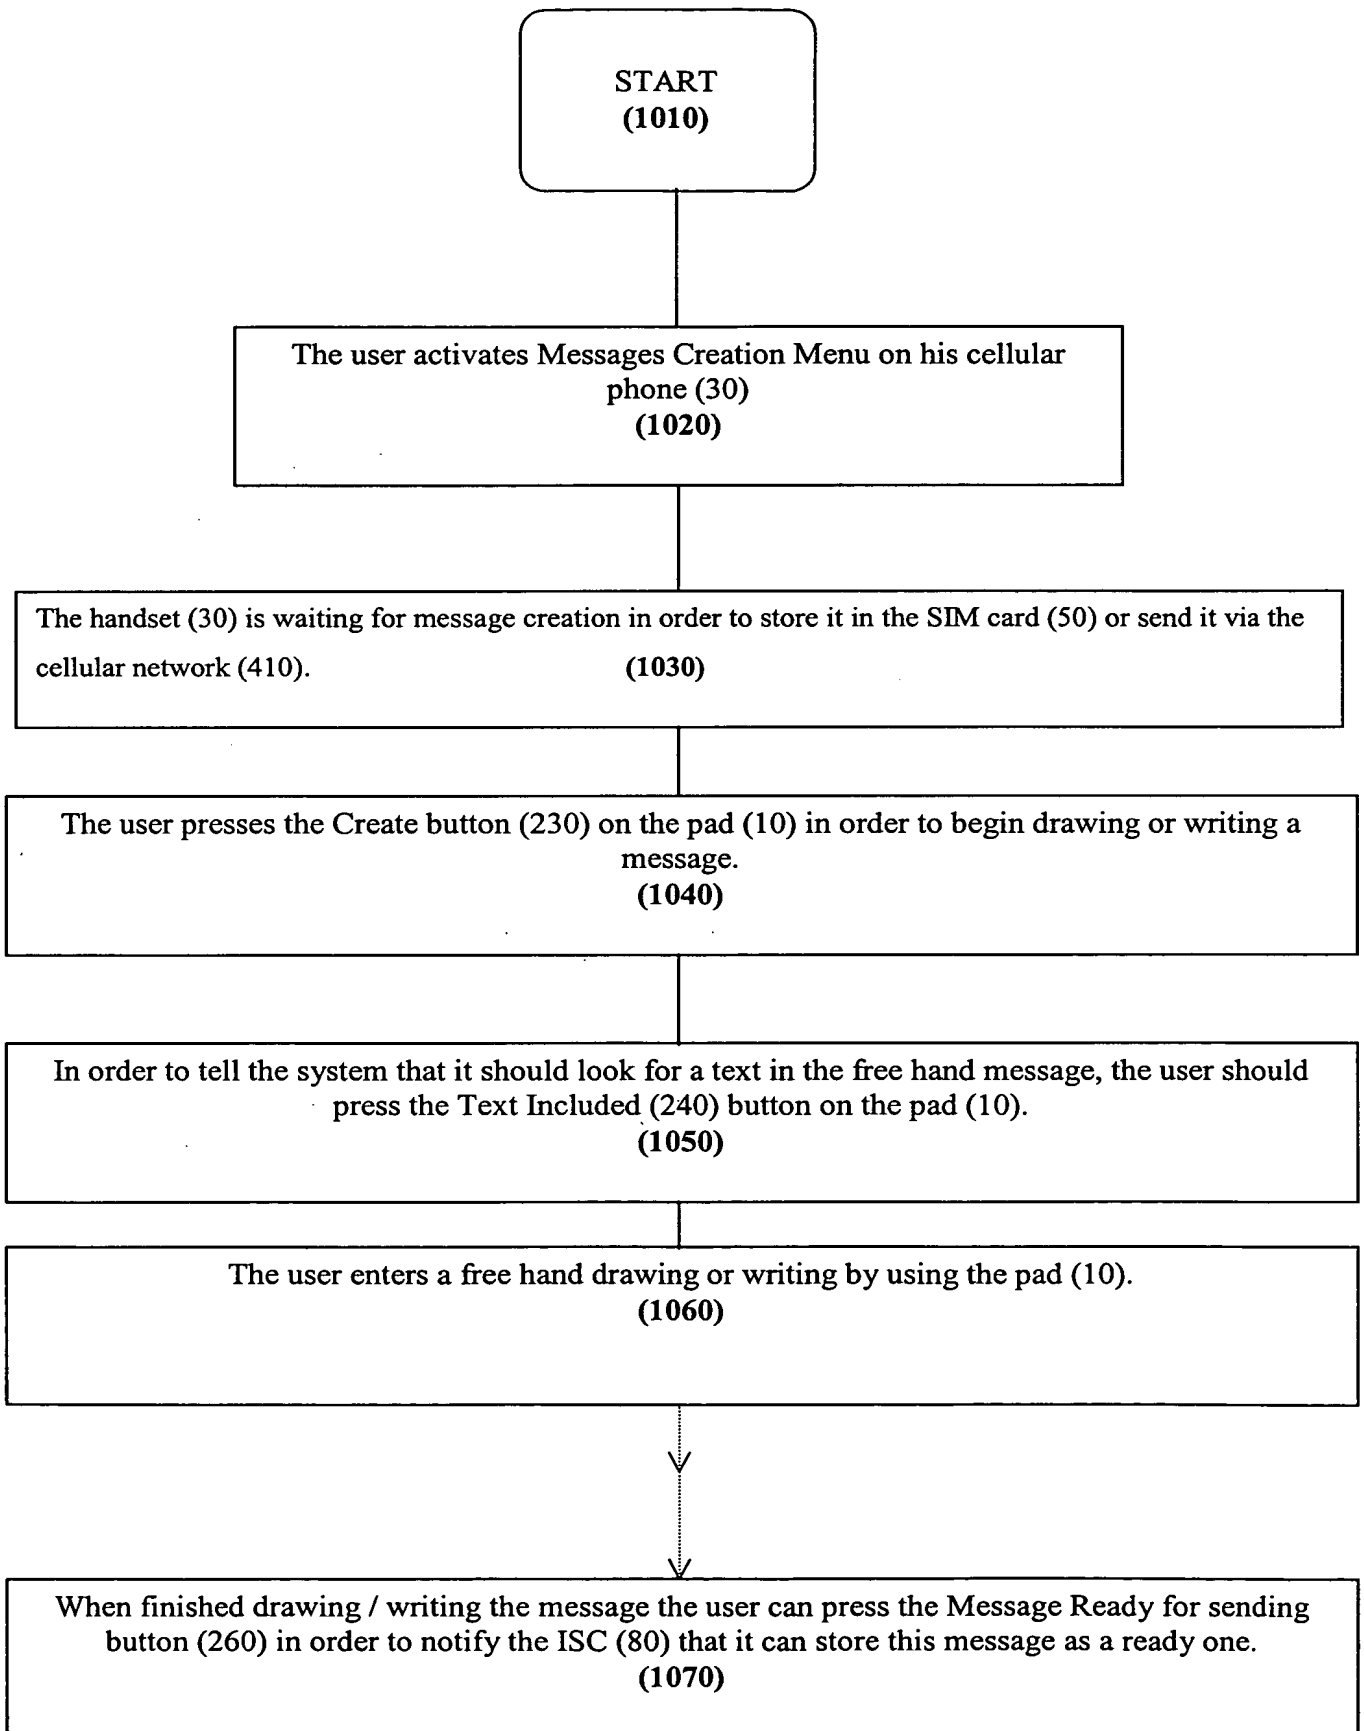 START
(1010)
The user activates Messages Creation Menu on his cellular
phone (30)
(1020)
The handset (30) is waiting for message creation in order to store it in the SIM card (50) or send it via the
cellular network (410). (1030)
The user presses the Create button (230) on the pad (10) in order to begin drawing or writing a
message.
(1040)
In order to tell the system that it should look for a text in the free hand message, the user should
press the Text Included (240) button on the pad (10).
(1050)
The user enters a free hand drawing or writing by using the pad (10).
(1060)
When finished drawing / writing the message the user can press the Message Ready for sending
button (260) in order to notify the ISC (80) that it can store this message as a ready one.
(1070)